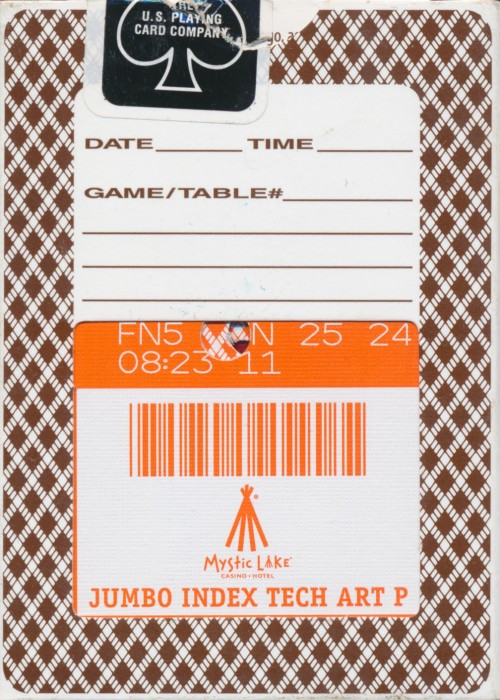 THE
U.S. PLAYING
CARD COMPANY
DATE TIME
GAME/TABLE#
FN5 N 25 24
08:23 11
Mystic Lake
CASINO • HOTEL
JUMBO INDEX TECH ART P